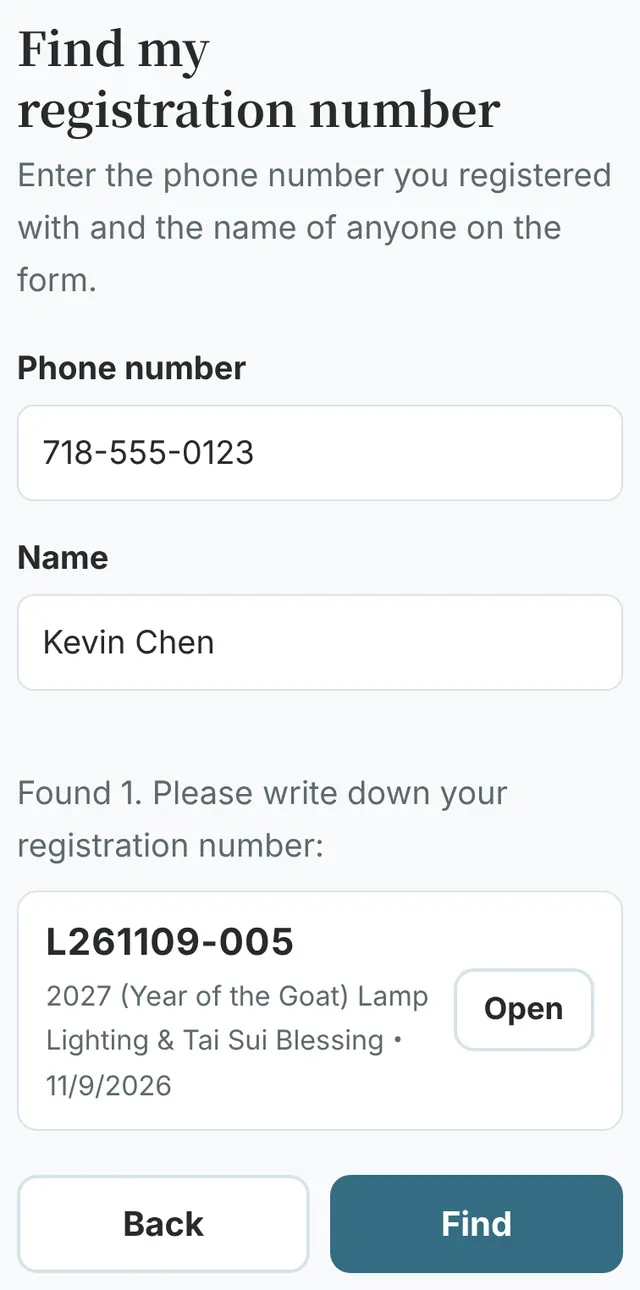 Find my
registration number
Enter the phone number you registered
with and the name of anyone on the
form.
Phone number
718-555-0123
Name
Kevin Chen
Found 1. Please write down your
registration number:
L261109-005
2027 (Year of the Goat) Lamp
Lighting & Tai Sui Blessing •
11/9/2026
Open
Back
Find